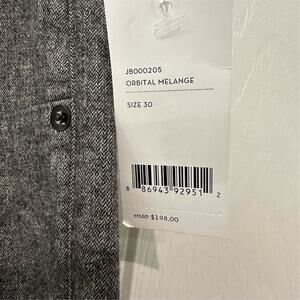 JB000205
ORBITAL MELANGE
SIZE 30
8 86943 92951 2
MSRP $198.00